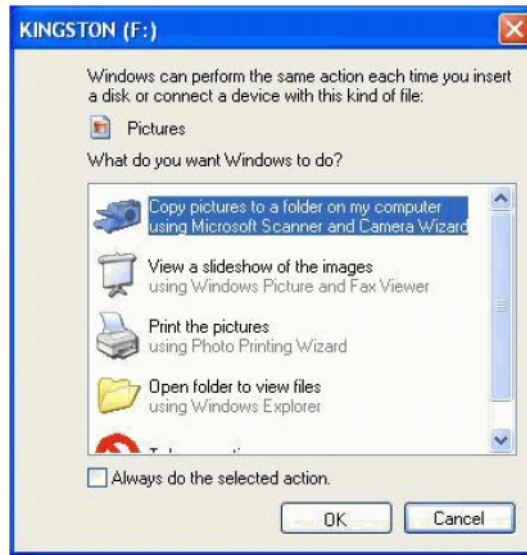 KINGSTON (F:)
Windows can perform the same action each time you insert
a disk or connect a device with this kind of file:
Pictures
What do you want Windows to do?
Copy pictures to a folder on my computer
using Microsoft Scanner and Camera Wizard
View a slideshow of the images
using Windows Picture and Fax Viewer
Print the pictures
using Photo Printing Wizard
Open folder to view files
using Windows Explorer
Always do the selected action.
OK
Cancel